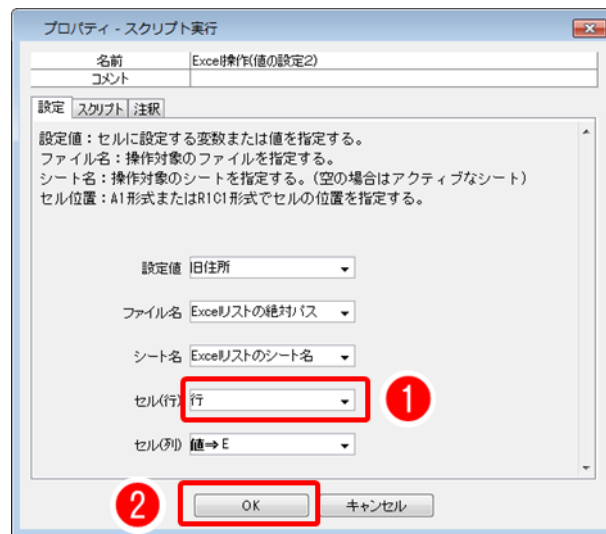 プロパティ - スクリプト実行
名前 Excel操作(値の設定2)
コメント
設定 スクリプト 注釈
設定値：セルに設定する変数または値を指定する。
ファイル名：操作対象のファイルを指定する。
シート名：操作対象のシートを指定する。(空の場合はアクティブなシート)
セル位置：A1形式またはR1C1形式でセルの位置を指定する。
設定値 旧住所
ファイル名 Excelリストの絶対パス
シート名 Excelリストのシート名
セル(行) 行
1
セル(列) 値⇒E
2
OK キャンセル